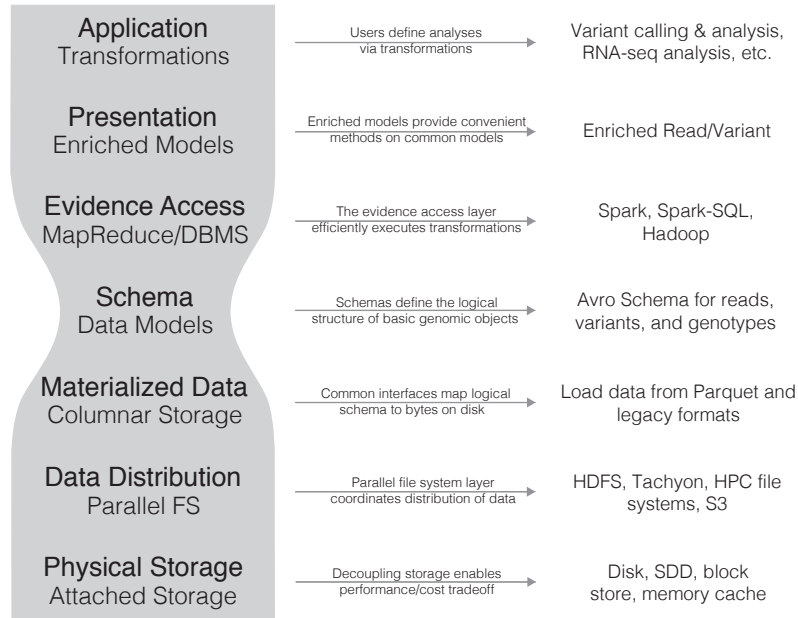 Application
Transformations
Users define analyses
via transformations
Variant calling & analysis,
RNA-seq analysis, etc.
Presentation
Enriched Models
Enriched models provide convenient
methods on common models
Enriched Read/Variant
Evidence Access
MapReduce/DBMS
The evidence access layer
efficiently executes transformations
Spark, Spark-SQL,
Hadoop
Schema
Data Models
Schemas define the logical
structure of basic genomic objects
Avro Schema for reads,
variants, and genotypes
Materialized Data
Columnar Storage
Common interfaces map logical
schema to bytes on disk
Load data from Parquet and
legacy formats
Data Distribution
Parallel FS
Parallel file system layer
coordinates distribution of data
HDFS, Tachyon, HPC file
systems, S3
Physical Storage
Attached Storage
Decoupling storage enables
performance/cost tradeoff
Disk, SDD, block
store, memory cache